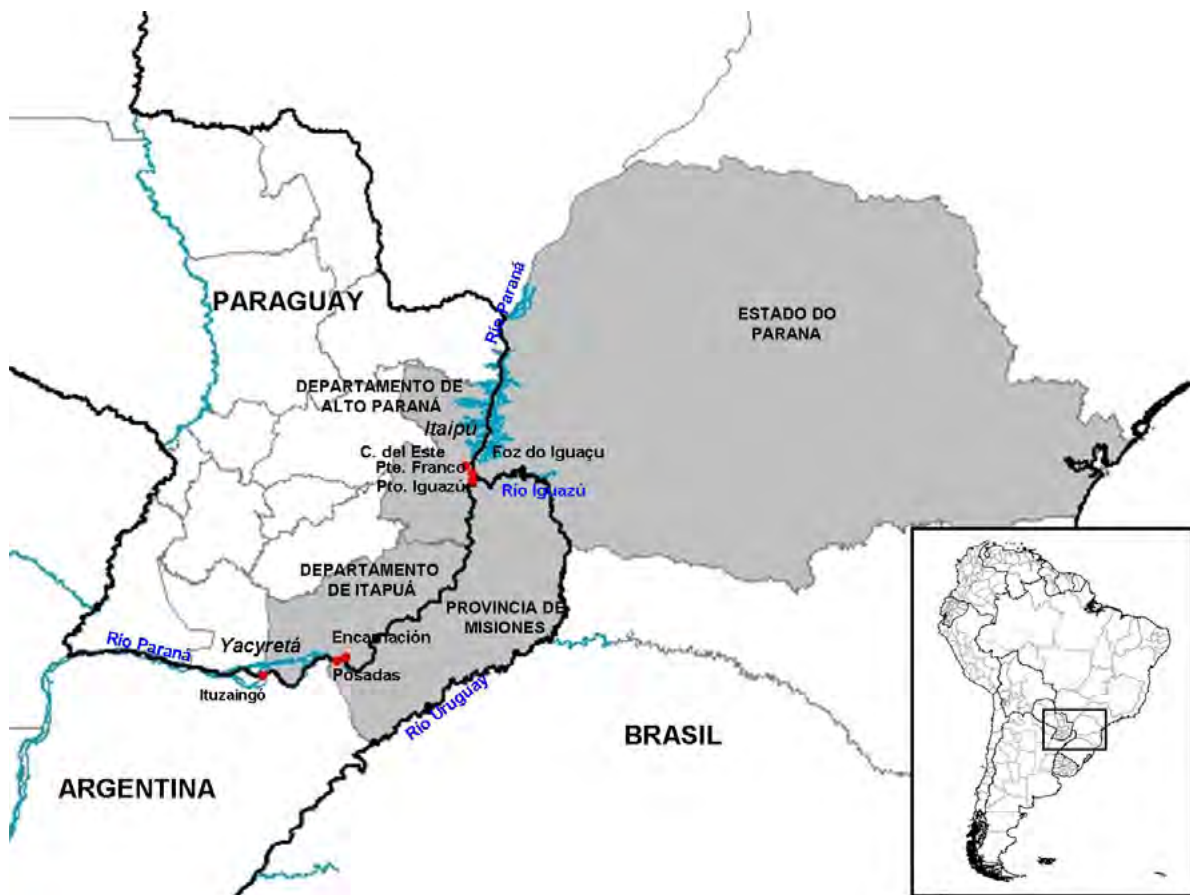 Río Paraná
PARAGUAY
ESTADO DO
PARANA
DEPARTAMENTO DE
ALTO PARANÁ
Itaipu
C. del Este
Foz do Iguaçu
Pte. Franco
Pto. Iguazú
Río Iguazú
DEPARTAMENTO
DE ITAPUÁ
PROVINCIA DE
MISIONES
Encarnación
Yacyretá
Río Paraná
Posadas
Ituzaingó
Río Uruguay
BRASIL
ARGENTINA